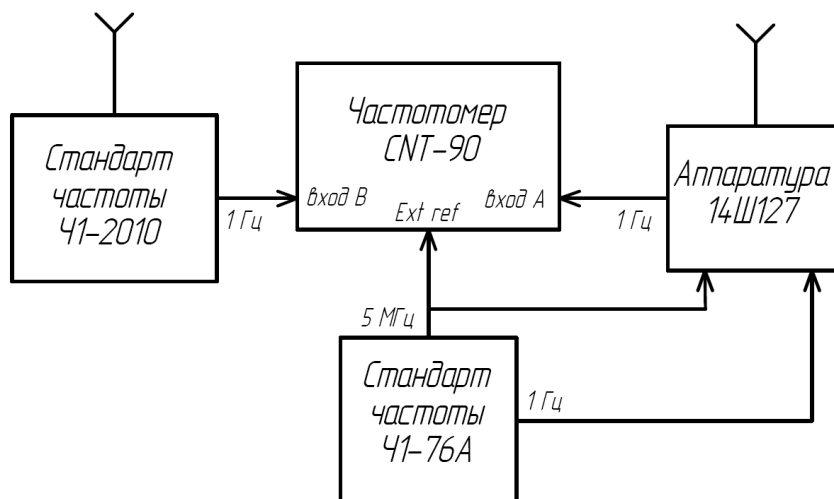 Частотомер
CNT-90
вход B
Ext ref
вход A
Стандарт
частоты
Ч1-2010
1 Гц
Аппаратура
14Ш127
1 Гц
5 МГц
Стандарт
частоты
Ч1-76А
1 Гц